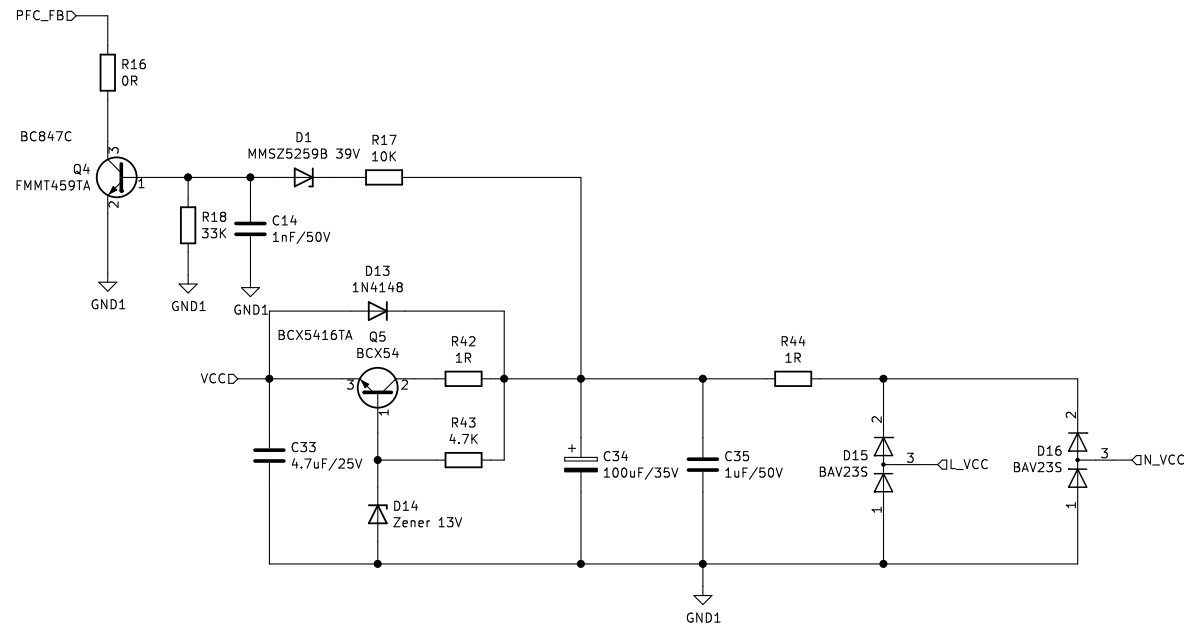 PFC_FB
R16
0R
BC847C
3
Q4
FMMT459TA
1
2
D1
MMSZ5259B 39V
R17
10K
R18
33K
C14
1nF/50V
GND1
GND1
GND1
D13
1N4148
BCX5416TA
Q5
BCX54
R42
1R
R44
1R
VCC
3
2
1
R43
4.7K
C33
4.7uF/25V
+
C34
100uF/35V
C35
1uF/50V
D14
Zener 13V
2
D15
BAV23S
3
L_VCC
1
2
D16
BAV23S
3
N_VCC
1
GND1